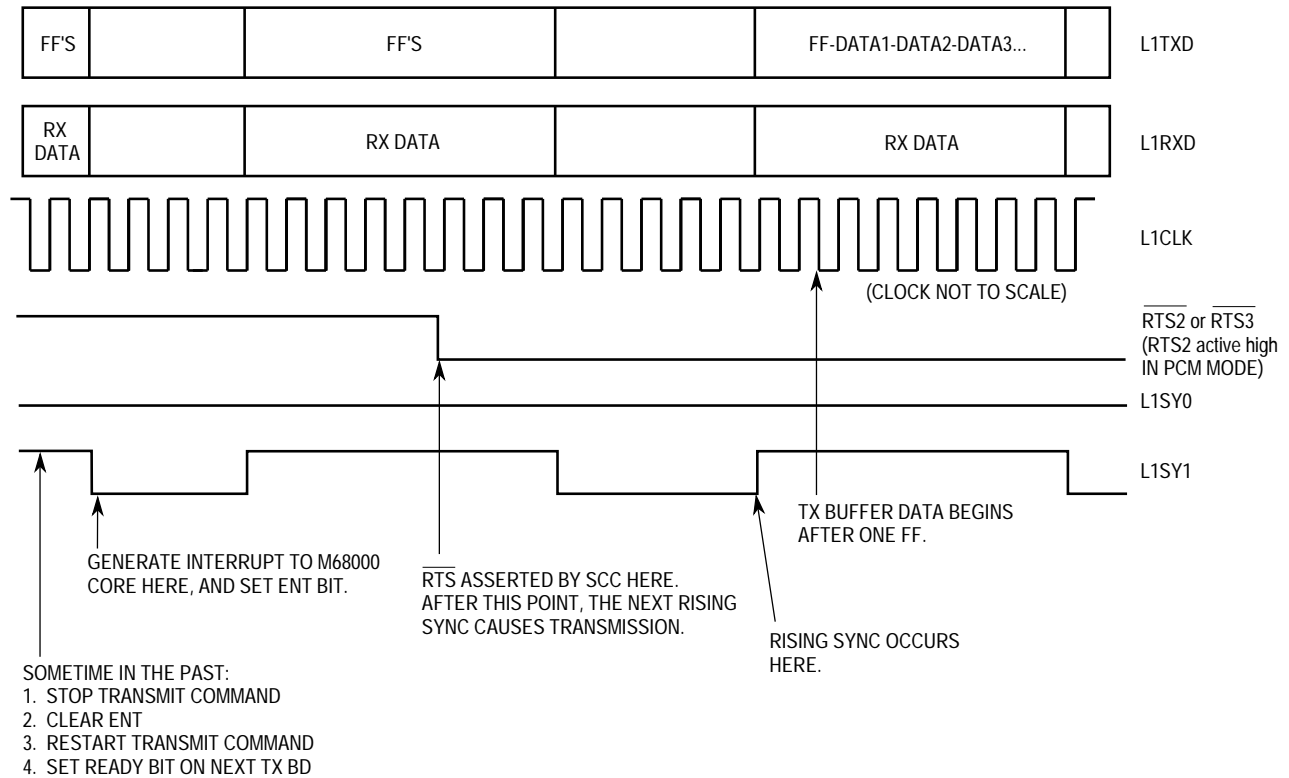 FF'S
FF'S
FF-DATA1-DATA2-DATA3...
L1TXD
RX
DATA
RX DATA
RX DATA
L1RXD
L1CLK
(CLOCK NOT TO SCALE)
RTS2 or RTS3
(RTS2 active high
IN PCM MODE)
L1SY0
L1SY1
TX BUFFER DATA BEGINS
AFTER ONE FF.
GENERATE INTERRUPT TO M68000
CORE HERE, AND SET ENT BIT.
RTS ASSERTED BY SCC HERE.
AFTER THIS POINT, THE NEXT RISING
SYNC CAUSES TRANSMISSION.
RISING SYNC OCCURS
HERE.
SOMETIME IN THE PAST:
1. STOP TRANSMIT COMMAND
2. CLEAR ENT
3. RESTART TRANSMIT COMMAND
4. SET READY BIT ON NEXT TX BD